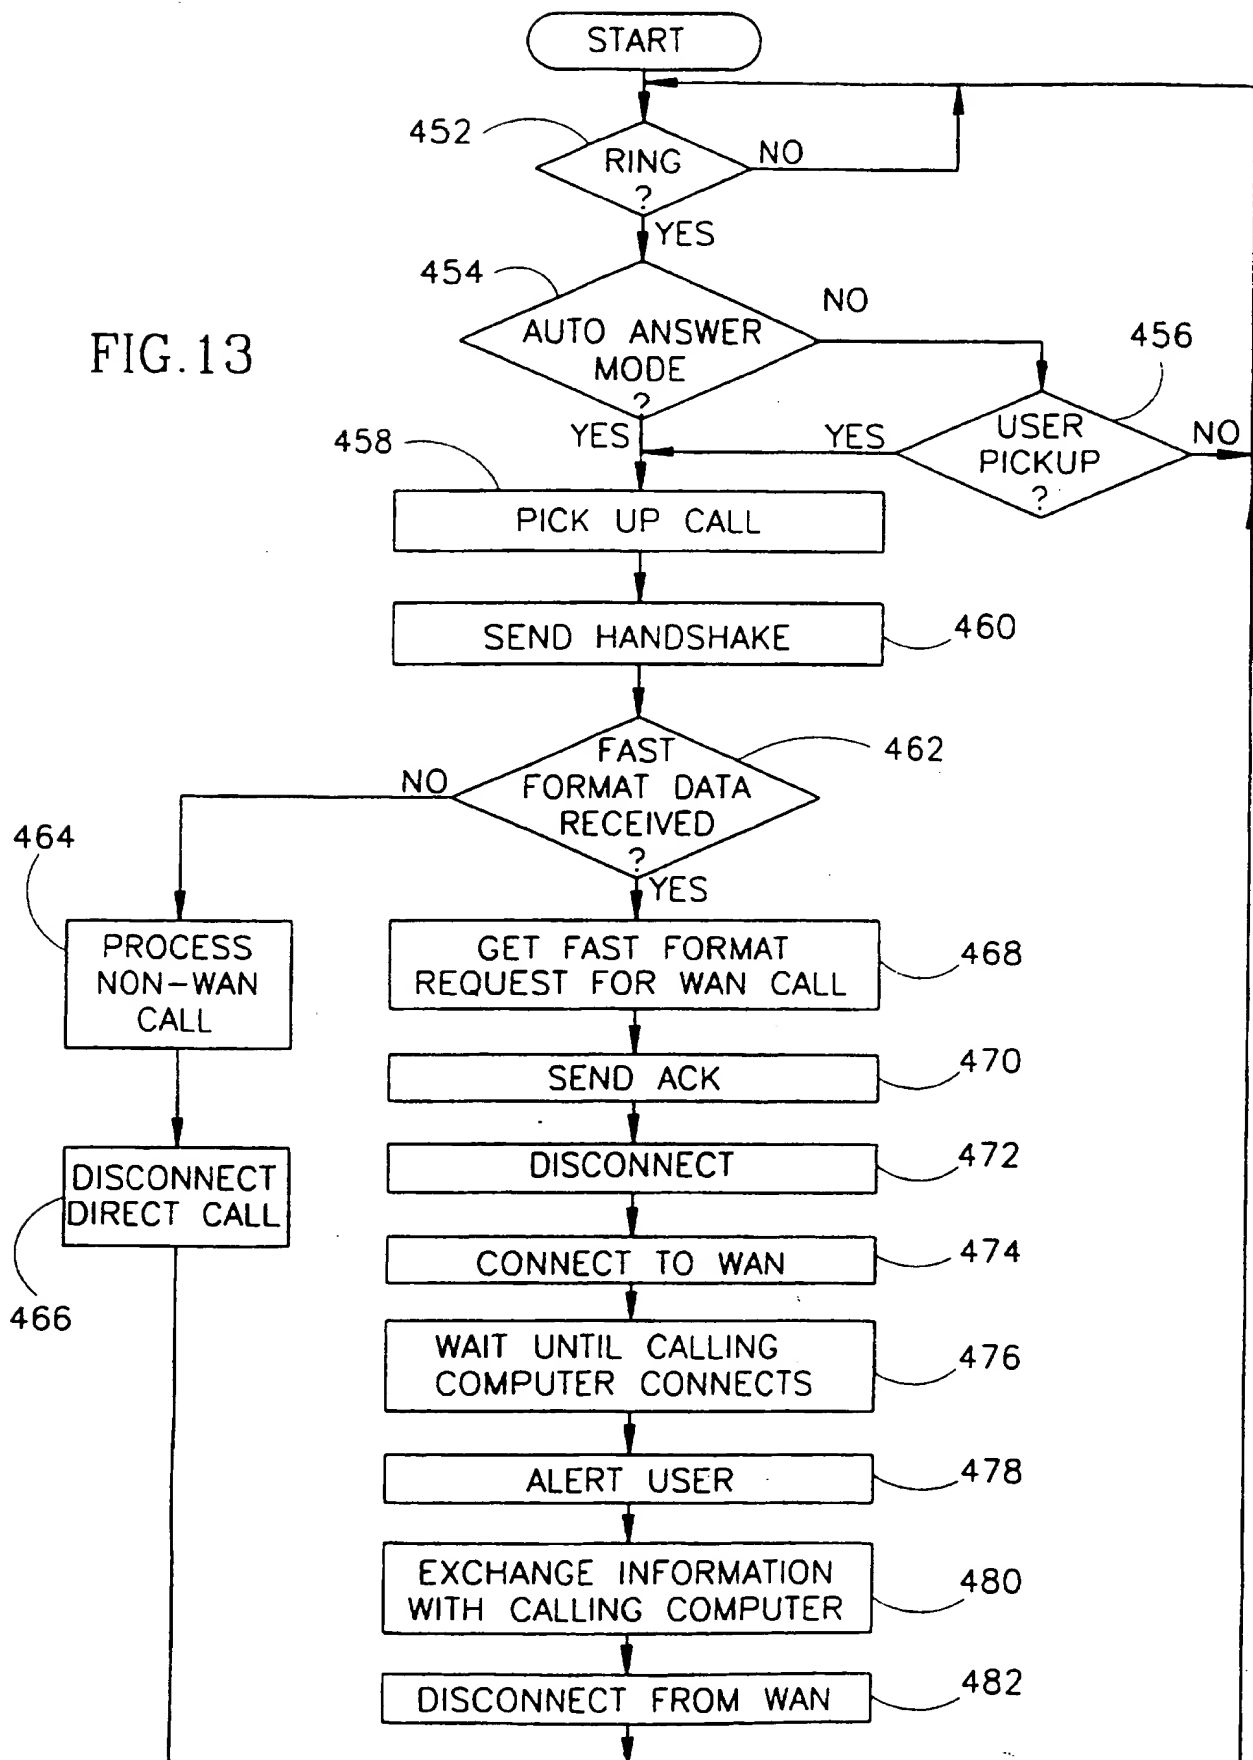 START
452
RING
?
NO
YES
454
AUTO ANSWER
MODE
?
NO
FIG.13
456
USER
PICKUP
?
NO
YES
YES
458
PICK UP CALL
SEND HANDSHAKE
460
FAST
FORMAT DATA
RECEIVED
?
462
NO
YES
464
PROCESS
NON-WAN
CALL
GET FAST FORMAT
REQUEST FOR WAN CALL
468
SEND ACK
470
DISCONNECT
472
DISCONNECT
DIRECT CALL
466
CONNECT TO WAN
474
WAIT UNTIL CALLING
COMPUTER CONNECTS
476
ALERT USER
478
EXCHANGE INFORMATION
WITH CALLING COMPUTER
480
DISCONNECT FROM WAN
482